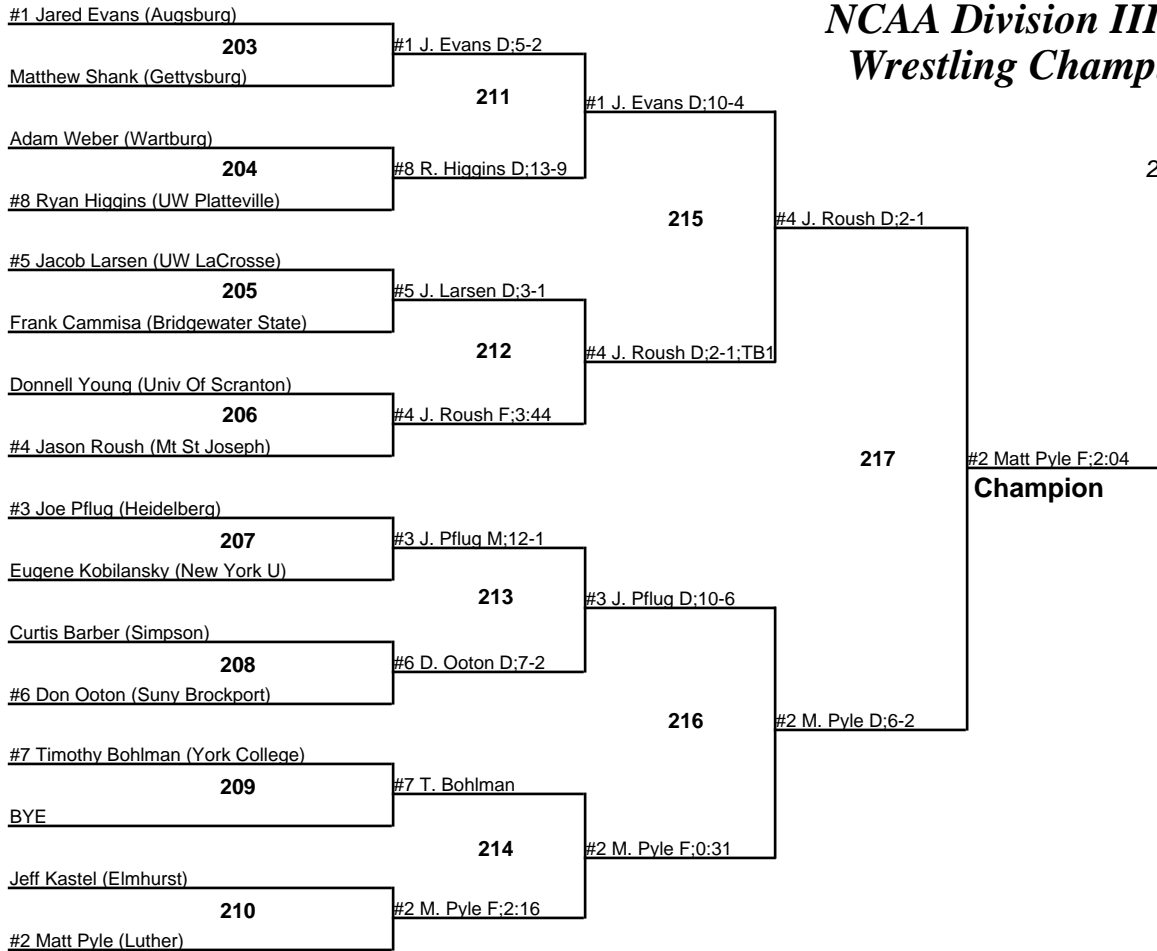 NCAA Division III
Wrestling Champ
2
#1 Jared Evans (Augsburg)
203
Matthew Shank (Gettysburg)
#1 J. Evans D;5-2
211
Adam Weber (Wartburg)
204
#8 Ryan Higgins (UW Platteville)
#8 R. Higgins D;13-9
#1 J. Evans D;10-4
215
#5 Jacob Larsen (UW LaCrosse)
205
Frank Cammisa (Bridgewater State)
#5 J. Larsen D;3-1
212
Donnell Young (Univ Of Scranton)
206
#4 Jason Roush (Mt St Joseph)
#4 J. Roush F;3:44
#4 J. Roush D;2-1;TB1
#4 J. Roush D;2-1
217
#3 Joe Pflug (Heidelberg)
207
Eugene Kobilansky (New York U)
#3 J. Pflug M;12-1
213
Curtis Barber (Simpson)
208
#6 Don Ooton (Suny Brockport)
#6 D. Ooton D;7-2
#3 J. Pflug D;10-6
216
#7 Timothy Bohlman (York College)
209
BYE
#7 T. Bohlman
214
Jeff Kastel (Elmhurst)
210
#2 Matt Pyle (Luther)
#2 M. Pyle F;2:16
#2 M. Pyle F;0:31
#2 M. Pyle D;6-2
#2 Matt Pyle F;2:04
Champion